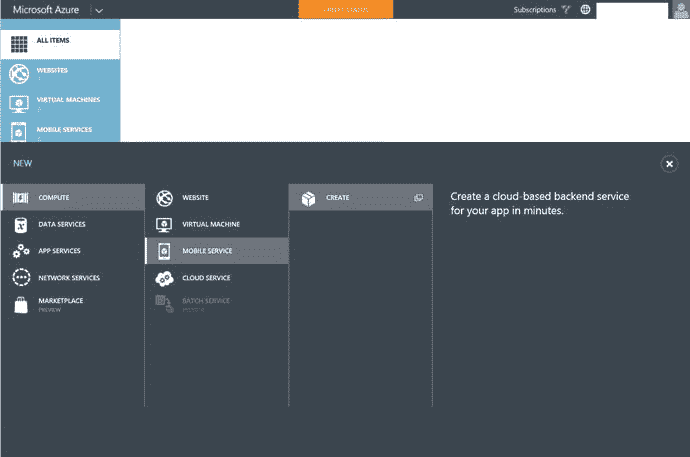 Microsoft Azure
Subscriptions
ALL ITEMS
WEBSITES
VIRTUAL MACHINES
MOBILE SERVICES
NEW
COMPUTE
DATA SERVICES
APP SERVICES
NETWORK SERVICES
MARKETPLACE
PREVIEW
WEBSITE
VIRTUAL MACHINE
MOBILE SERVICE
CLOUD SERVICE
BATCH SERVICE
PREVIEW
CREATE
Create a cloud-based backend service
for your app in minutes.